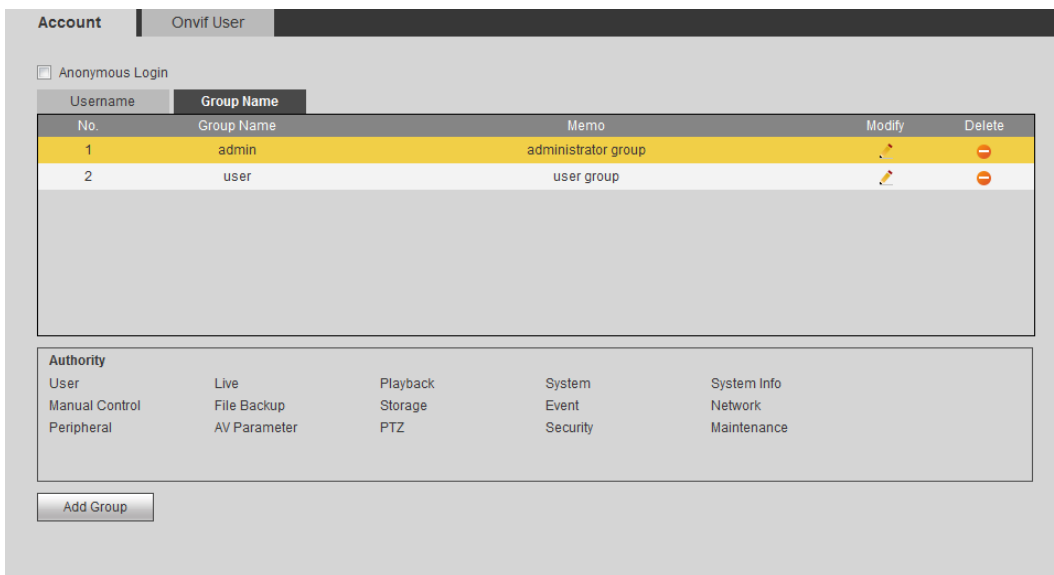 Account Onvif User
Anonymous Login
Username Group Name
No. Group Name Memo Modify Delete
1 admin administrator group
2 user user group
Authority
User Live Playback System System Info
Manual Control File Backup Storage Event Network
Peripheral AV Parameter PTZ Security Maintenance
Add Group